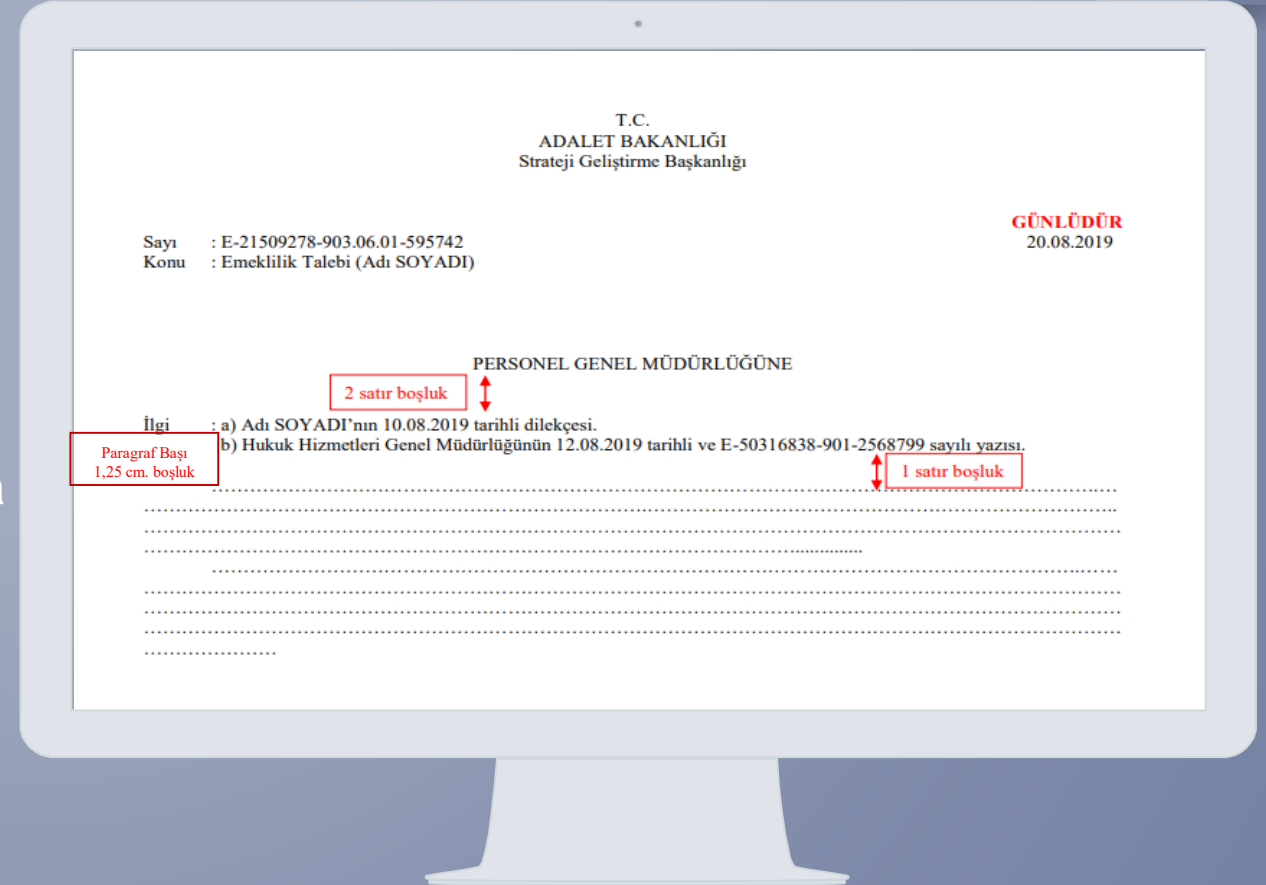 T.C.
ADALET BAKANLIĞI
Strateji Geliştirme Başkanlığı
GÜNLÜDÜR
Sayı : E-21509278-903.06.01-595742 20.08.2019
Konu : Emeklilik Talebi (Adı SOYADI)
PERSONEL GENEL MÜDÜRLÜĞÜNE
2 satır boşluk
İlgi : a) Adı SOYADI’nın 10.08.2019 tarihli dilekçesi.
b) Hukuk Hizmetleri Genel Müdürlüğünün 12.08.2019 tarihli ve E-50316838-901-2568799 sayılı yazısı.
Paragraf Başı
1,25 cm. boşluk
1 satır boşluk